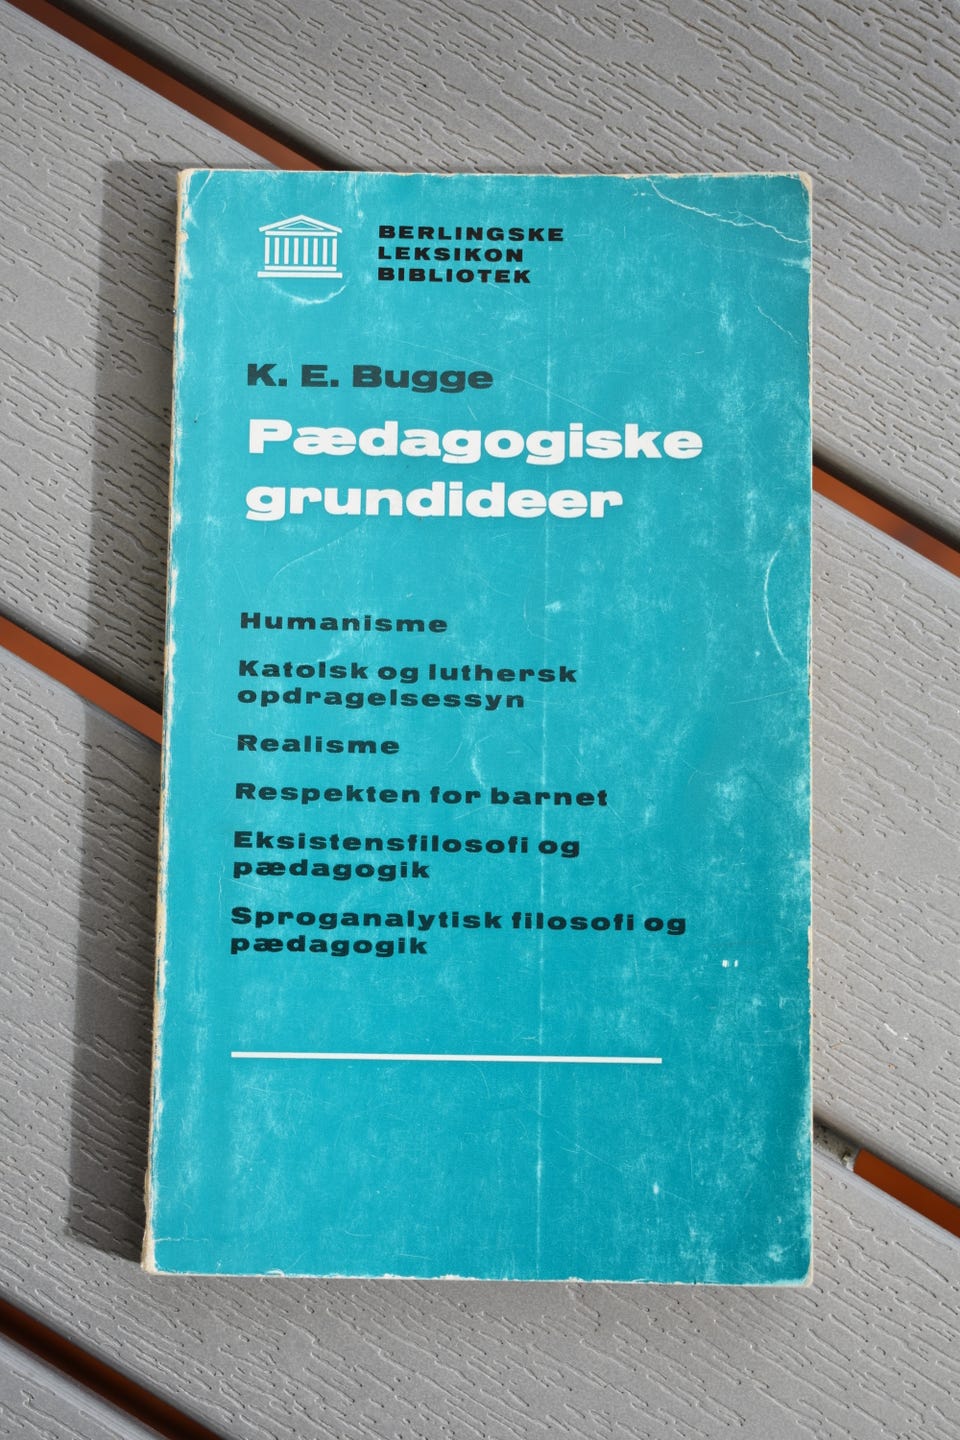 BERLINGSKE
LEKSIKON
BIBLIOTEK
K. E. Bugge
Pædagogiske
grundideer
Humanisme
Katolsk og luthersk
opdragelsessyn
Realisme
Respekten for barnet
Eksistensfilosofi og
pædagogik
Sproganalytisk filosofi og
pædagogik